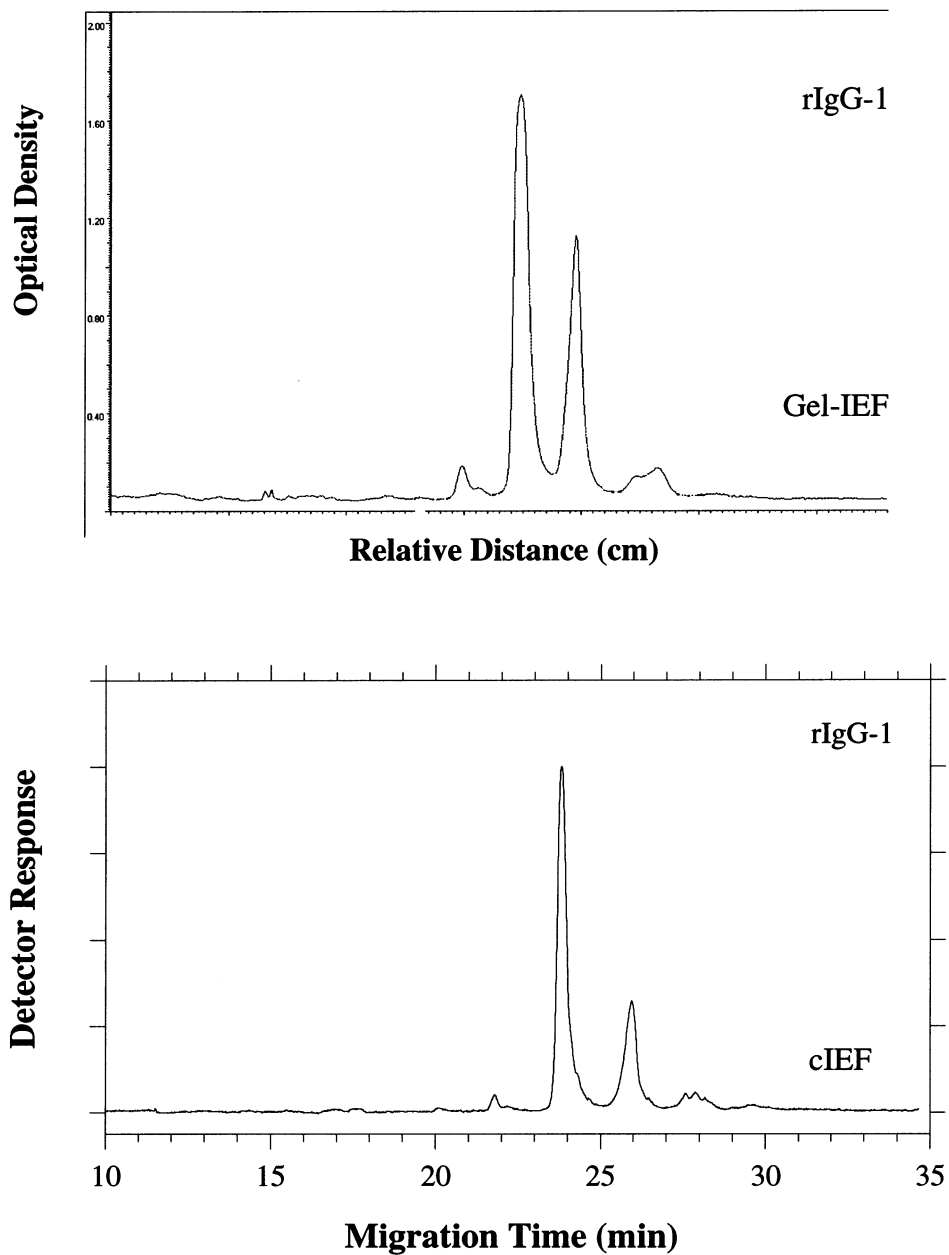 2.00
rIgG-1
1.60
Optical Density
1.20
0.80
Gel-IEF
0.40
Relative Distance (cm)
rIgG-1
Detector Response
cIEF
10 15 20 25 30 35
Migration Time (min)